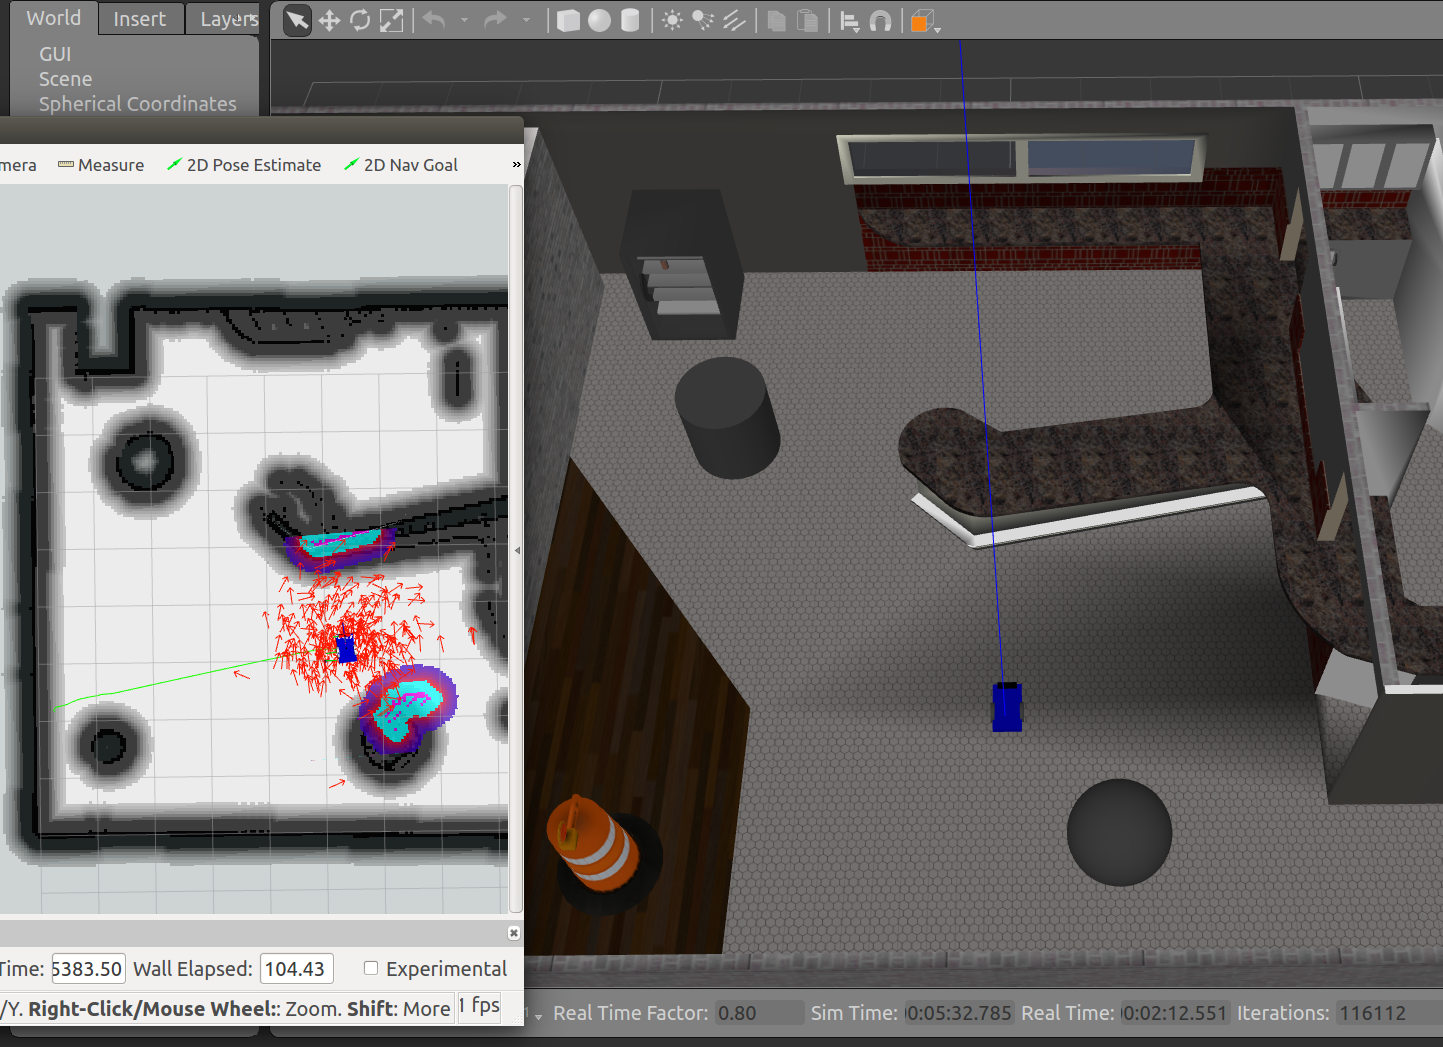 World Insert Layers
GUI
Scene
Spherical Coordinates
mera Measure 2D Pose Estimate 2D Nav Goal »
Time: 5383.50 Wall Elapsed: 104.43 Experimental
/Y. Right-Click/Mouse Wheel:: Zoom. Shift: More 1 fps
Real Time Factor: 0.80 Sim Time: 0:05:32.785 Real Time: 0:02:12.551 Iterations: 116112